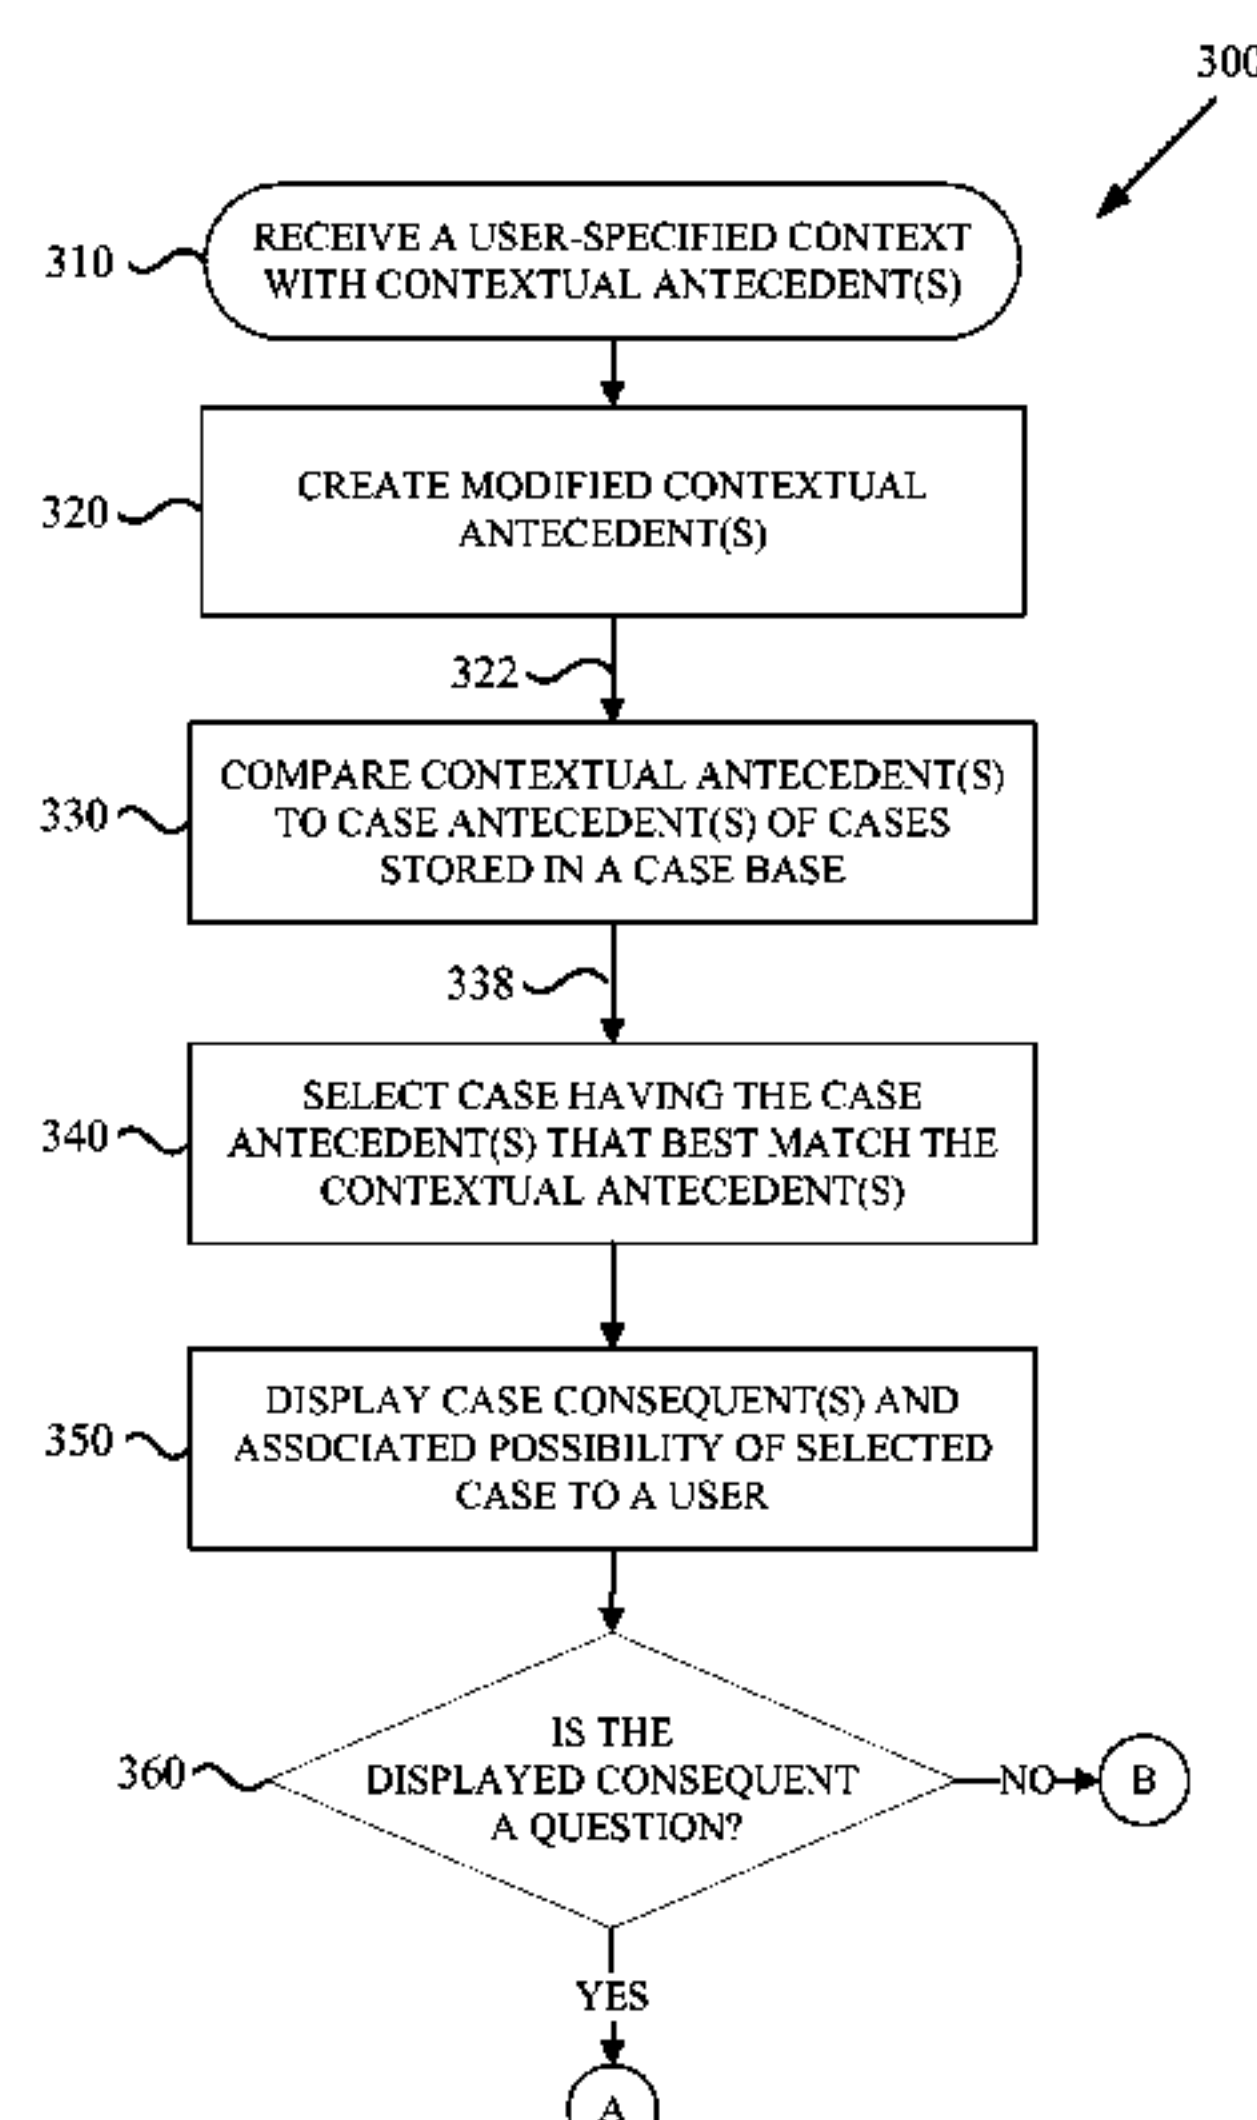 300
310
RECEIVE A USER-SPECIFIED CONTEXT
WITH CONTEXTUAL ANTECEDENT(S)
320
CREATE MODIFIED CONTEXTUAL
ANTECEDENT(S)
322
330
COMPARE CONTEXTUAL ANTECEDENT(S)
TO CASE ANTECEDENT(S) OF CASES
STORED IN A CASE BASE
338
340
SELECT CASE HAVING THE CASE
ANTECEDENT(S) THAT BEST MATCH THE
CONTEXTUAL ANTECEDENT(S)
350
DISPLAY CASE CONSEQUENT(S) AND
ASSOCIATED POSSIBILITY OF SELECTED
CASE TO A USER
360
IS THE
DISPLAYED CONSEQUENT
A QUESTION?
NO
B
YES
A